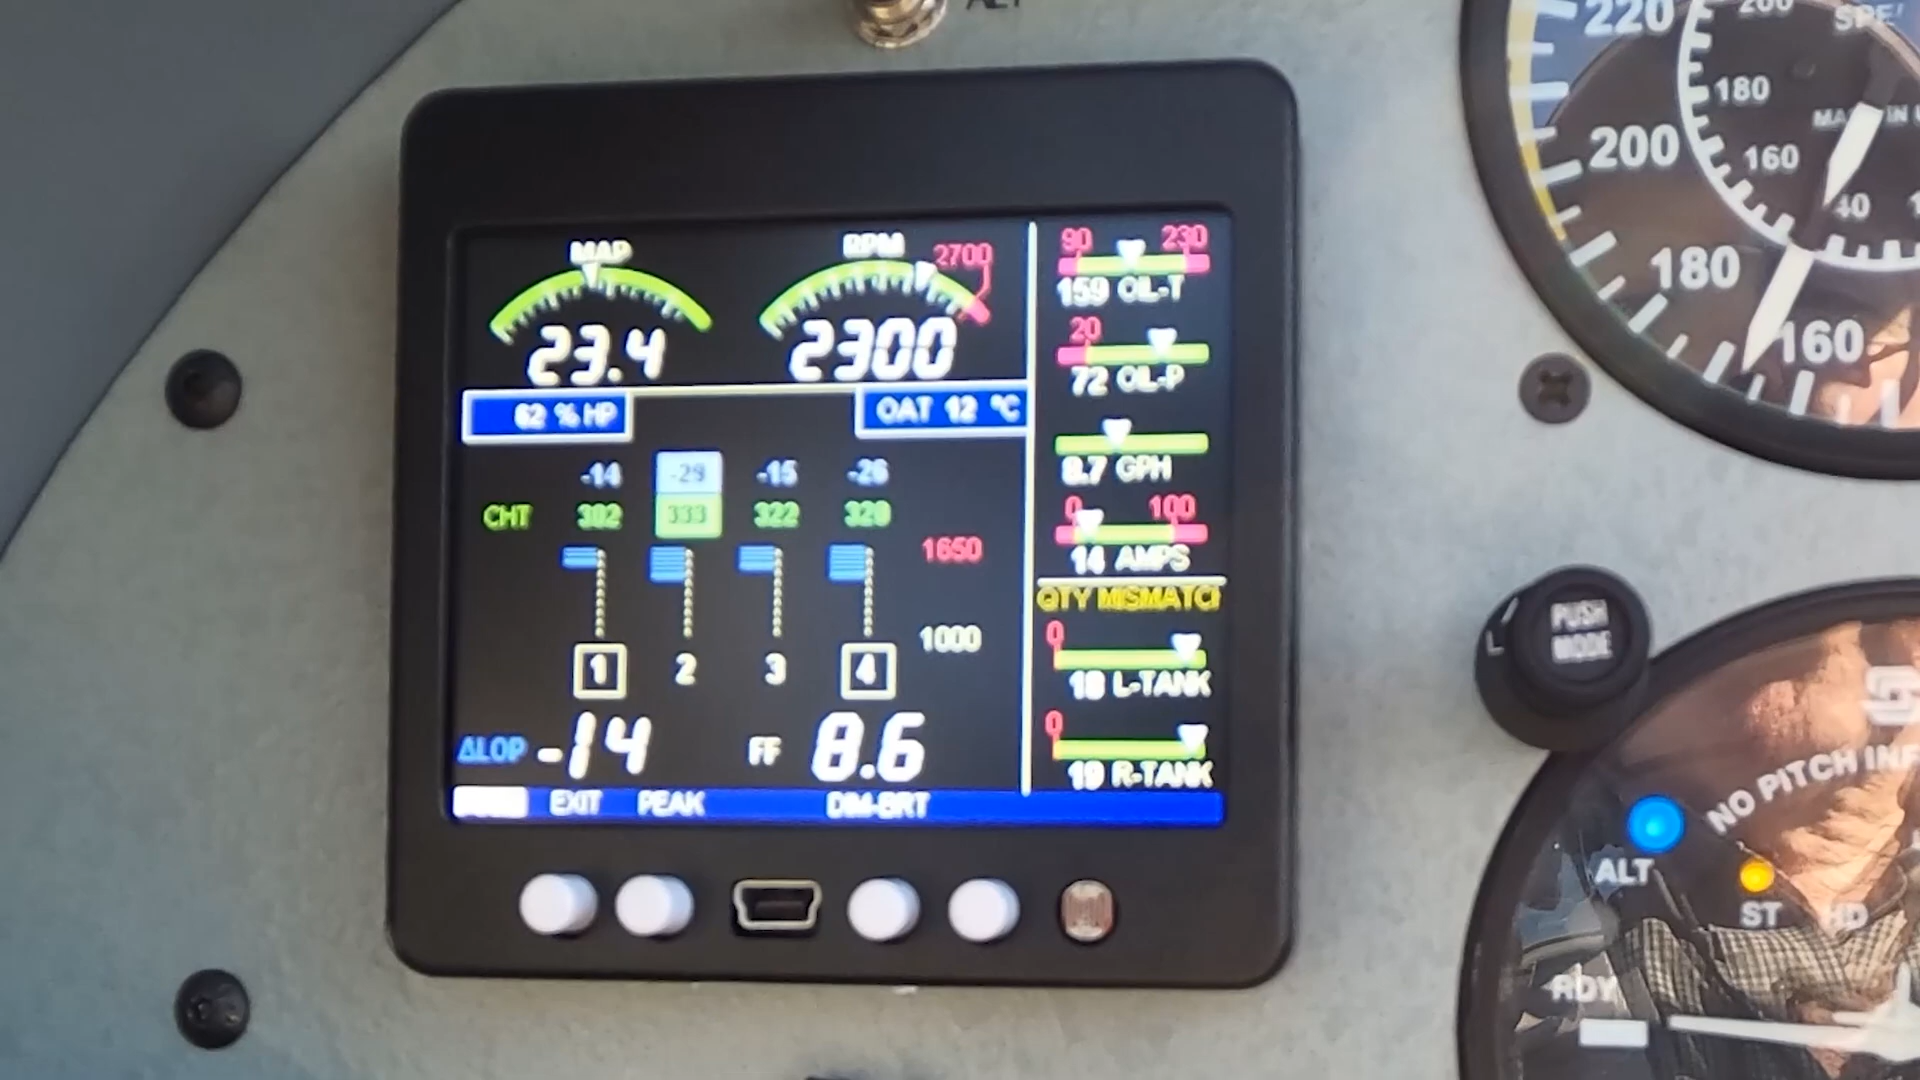 ALT
MAP
RPM
2700
23.4
2300
62 % HP
OAT 12 °C
-14 -29 -15 -26
CHT 302 333 322 320
1650
1000
1 2 3 4
ΔLOP -14 FF 8.6
EXIT PEAK DIM-BRT
90 230
159 OIL-T
20
72 OIL-P
8.7 GPH
0 100
14 AMPS
QTY MISMATCH
0
18 L-TANK
0
19 R-TANK
220
200
180
160
200
180
160
PUSH
MODE
NO PITCH INF
ALT
ST HD
RDY